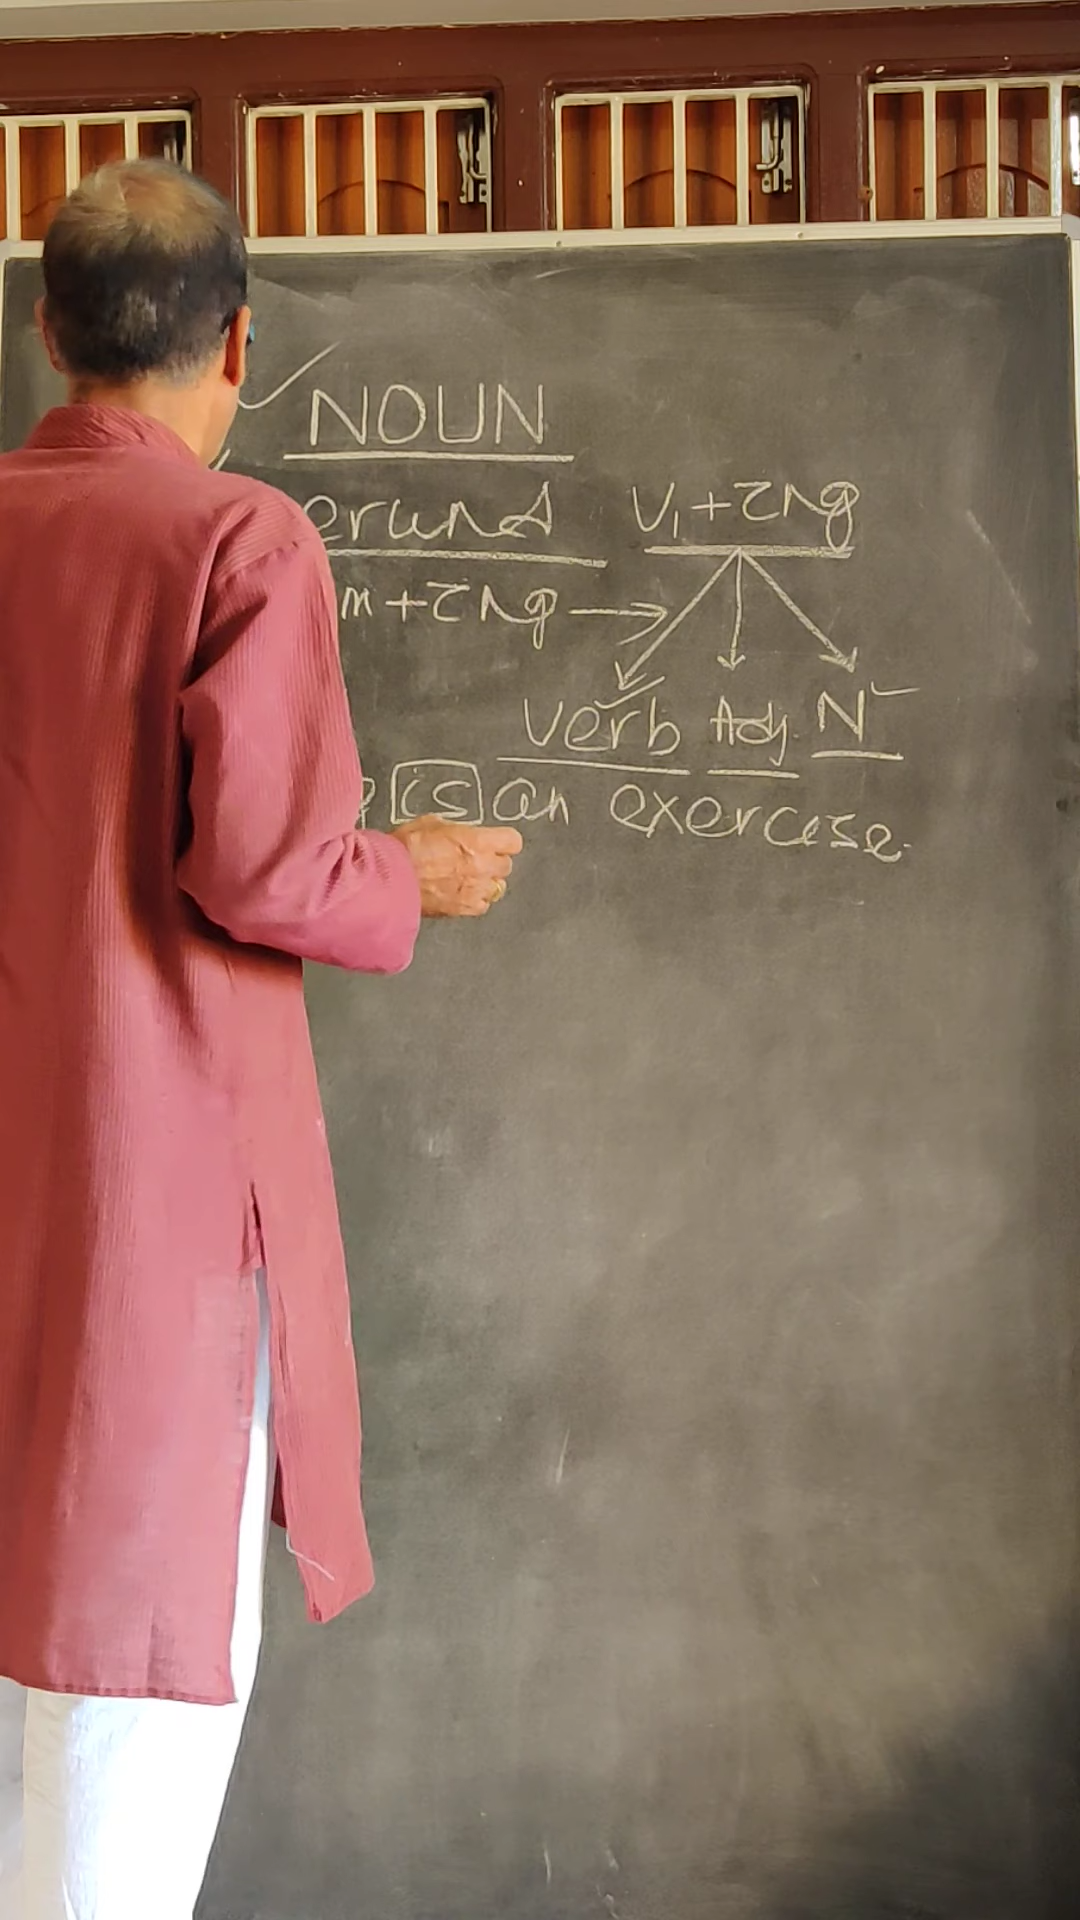 NOUN
erund V1+ing
m+ing →
Verb Adj. N
is an exercise.